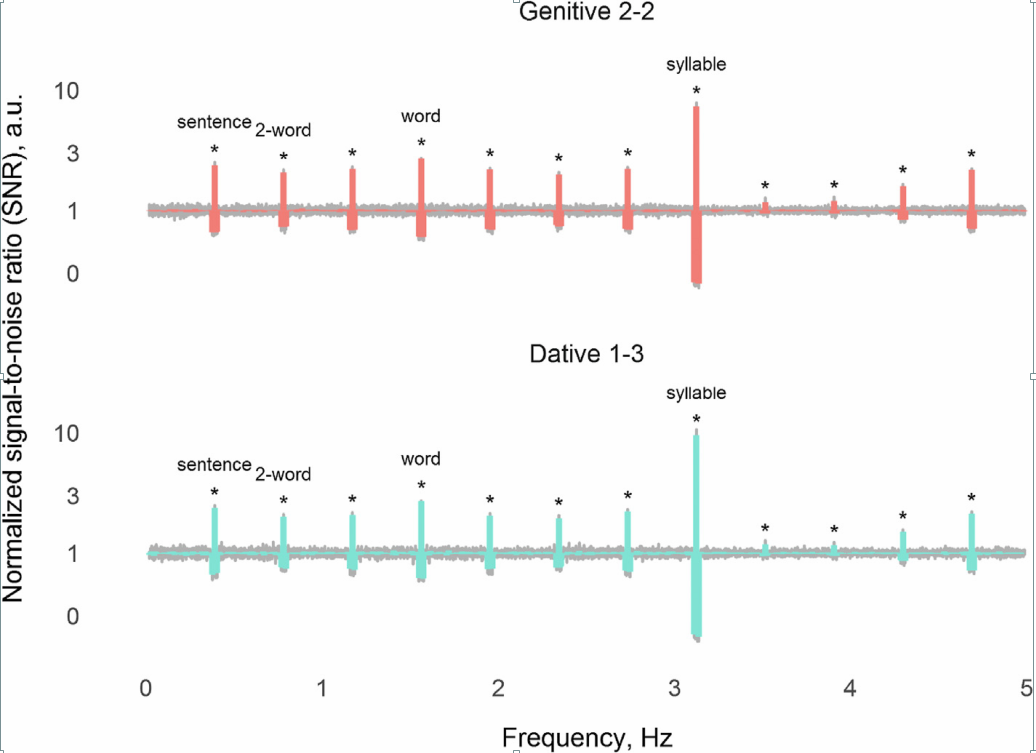 Genitive 2-2
syllable
*
10
sentence 2-word word
* * * * * * *
3
* * * *
1
0
Normalized signal-to-noise ratio (SNR), a.u.
Dative 1-3
syllable
*
10
sentence 2-word word
* * * * * * *
3
* * * *
1
0
0 1 2 3 4 5
Frequency, Hz